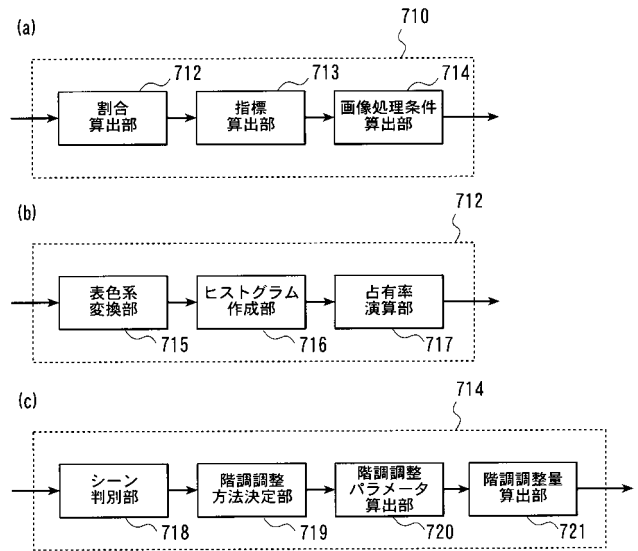 (a)
710
712
713
714
割合
算出部
指標
算出部
画像処理条件
算出部
(b)
712
表色系
変換部
ヒストグラム
作成部
占有率
演算部
715
716
717
(c)
714
シーン
判別部
階調調整
方法決定部
階調調整
パラメータ
算出部
階調調整量
算出部
718
719
720
721